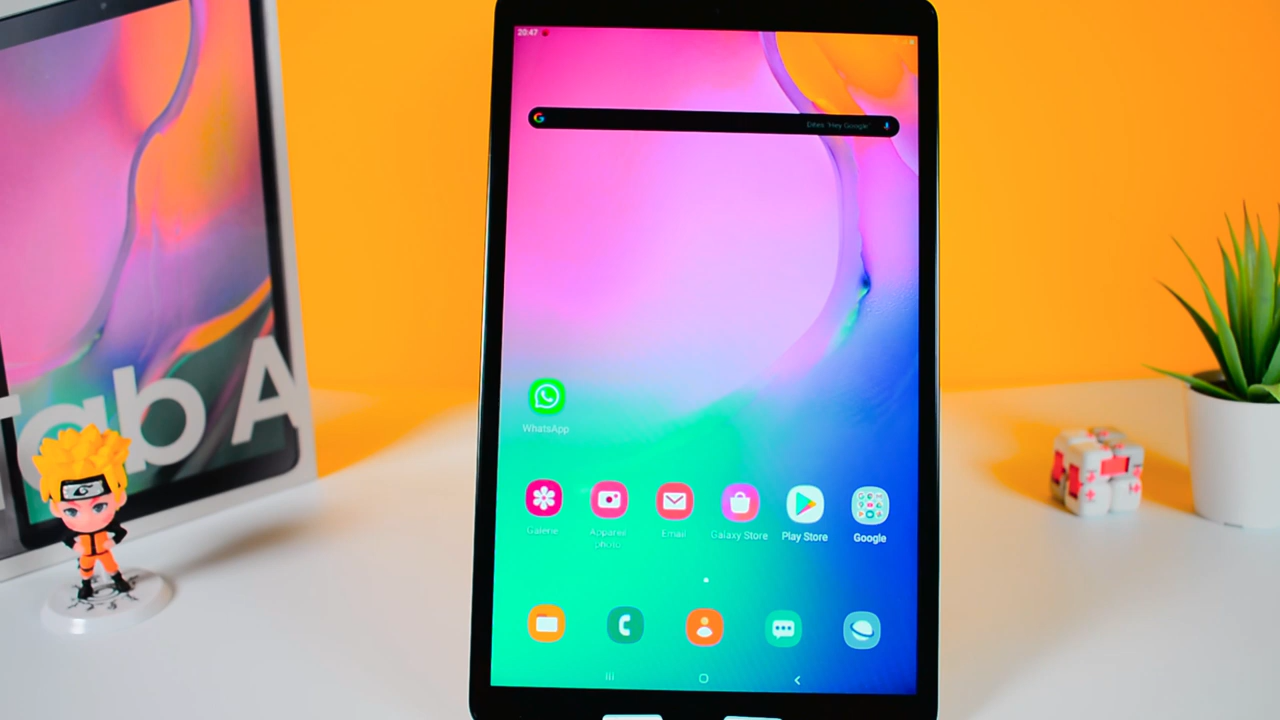 20:47
Dites "Hey Google"
Tab A
WhatsApp
Galerie
Appareil
photo
Email
Galaxy Store
Play Store
Google